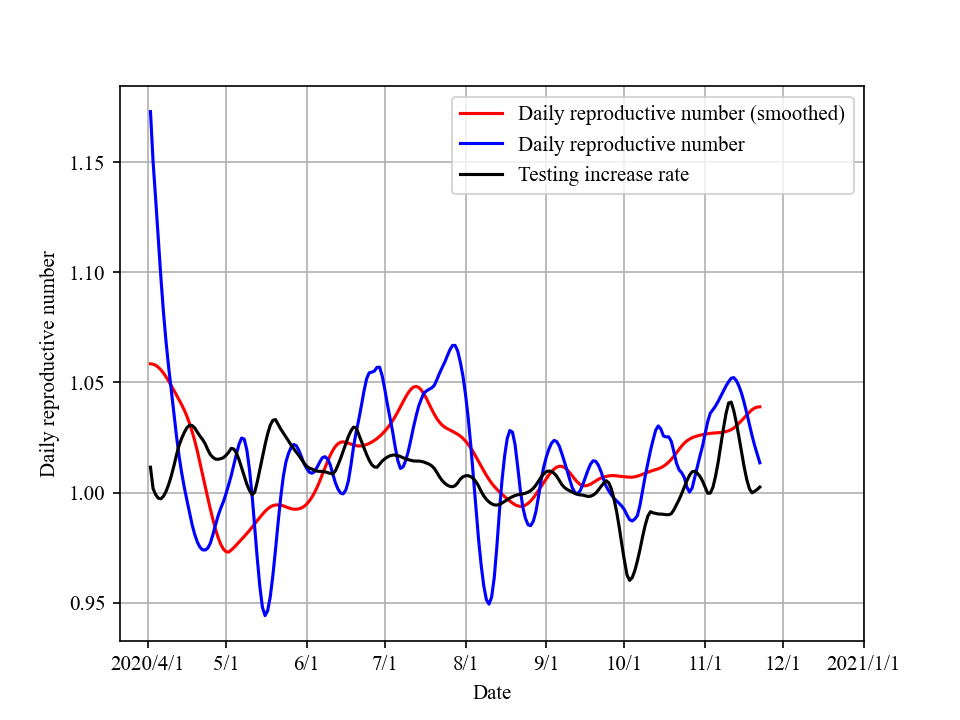 Daily reproductive number (smoothed)
Daily reproductive number
Testing increase rate
Daily reproductive number
1.15
1.10
1.05
1.00
0.95
2020/4/1 5/1 6/1 7/1 8/1 9/1 10/1 11/1 12/1 2021/1/1
Date